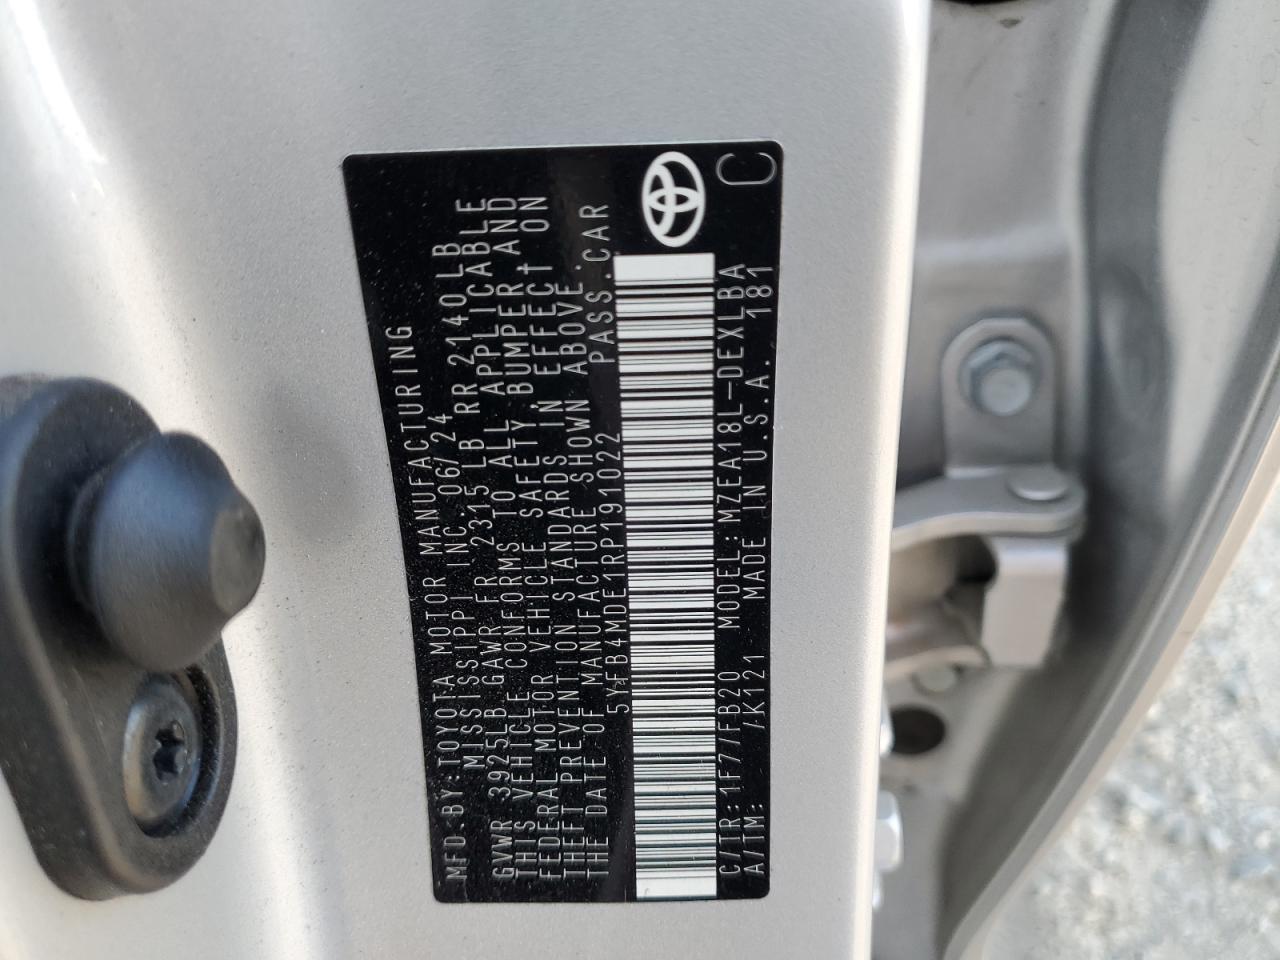 MFD.BY:TOYOTA MOTOR MANUFACTURING
MISSISSIPPI INC. 06/24
GVWR 3925LB GAWR FR 2315LB RR 2140LB
THIS VEHICLE CONFORMS TO ALL APPLICABLE
FEDERAL MOTOR VEHICLE SAFETY BUMPER, AND
THEFT PREVENTION STANDARDS IN EFFECT ON
THE DATE OF MANUFACTURE SHOWN ABOVE.
5YFB4MDE1RP191022 PASS.CAR
C/TR:1F7/FB20 MODEL:MZEA18L-DEXLBA
A/TM: /K121 MADE IN U.S.A. 181
C